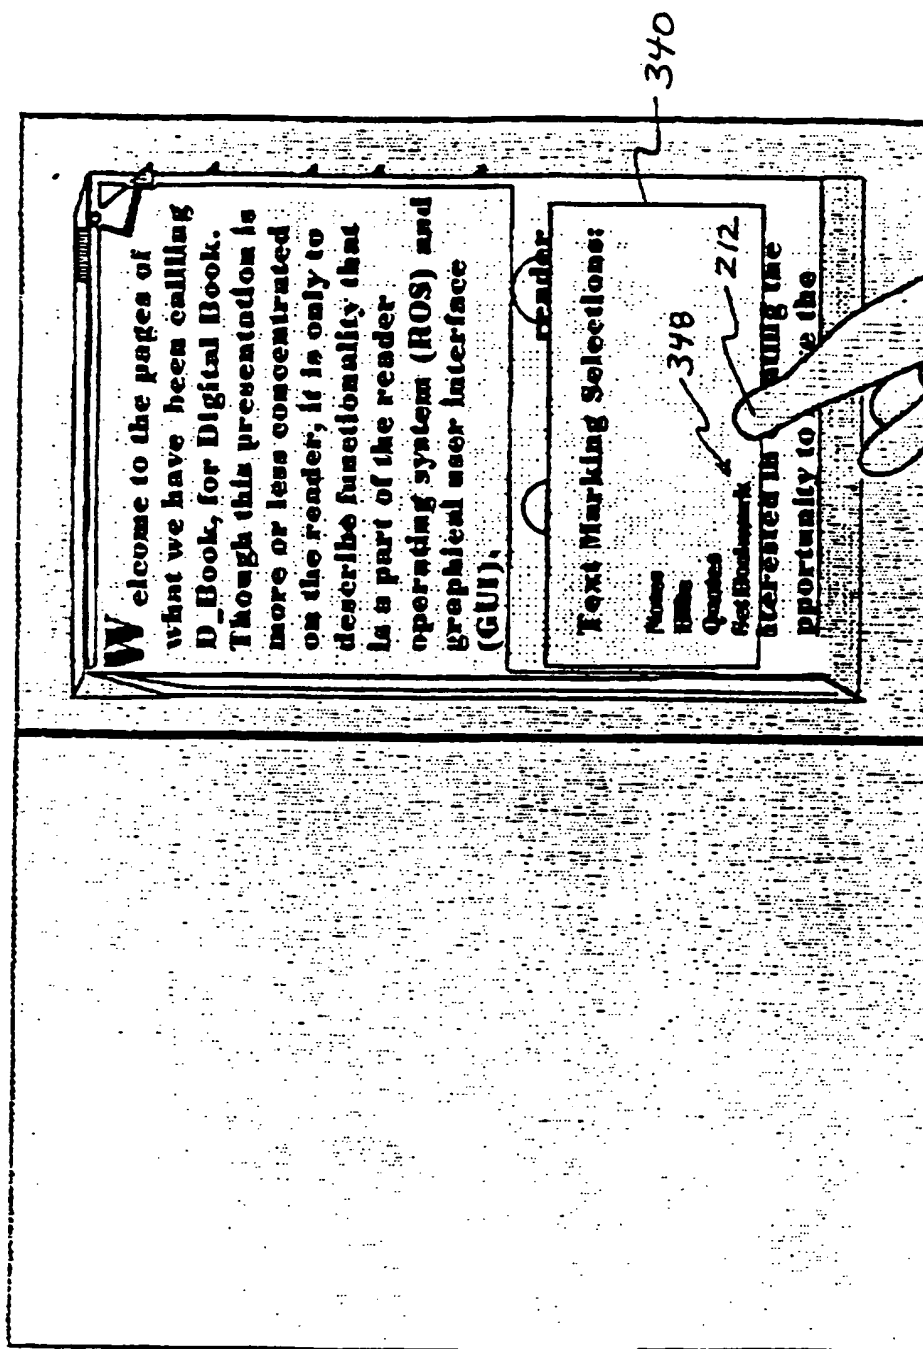 Welcome to the pages of
what we have been calling
D_Book, for Digital Book.
Though this presentation is
more or less concentrated
on the reader, it is only to
describe functionality that
is a part of the reader
operating system (ROS) and
graphical user interface
(GUI).
reader
Text Marking Selections:
Notes
Quotes
Set Bookmark
nterested in
pportunity to
the
348
212
340